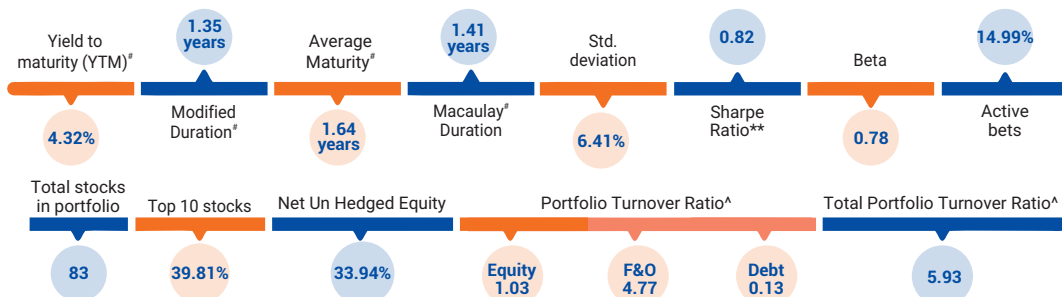 1.35
years
1.41
years
0.82
14.99%
Yield to
maturity (YTM)#
Average
Maturity#
Std.
deviation
Beta
Modified
Duration#
Macaulay#
Duration
Sharpe
Ratio**
Active
bets
4.32%
1.64
years
6.41%
0.78
Total stocks
in portfolio
Top 10 stocks
Net Un Hedged Equity
Portfolio Turnover Ratio^
Total Portfolio Turnover Ratio^
83
39.81%
33.94%
Equity
1.03
F&O
4.77
Debt
0.13
5.93